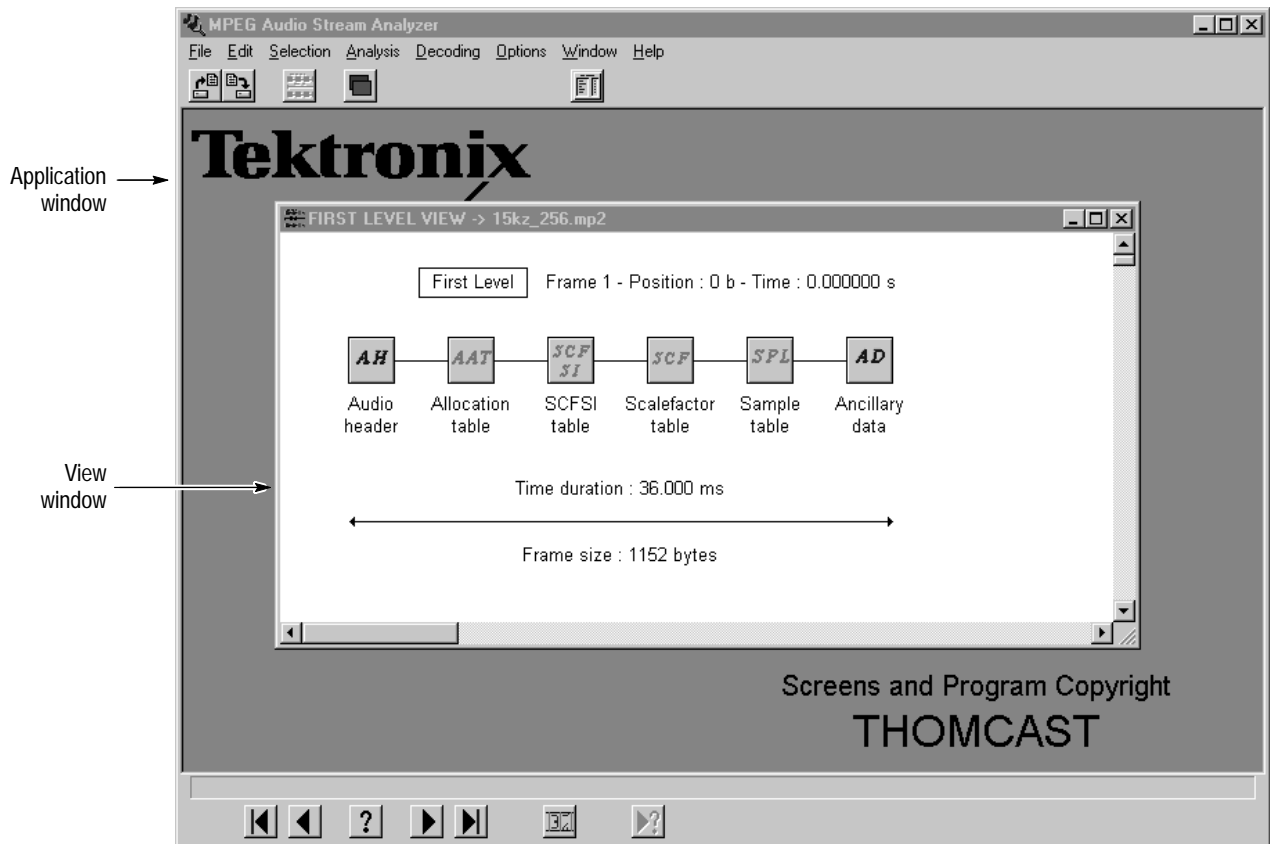 MPEG Audio Stream Analyzer
File Edit Selection Analysis Decoding Options Window Help
Tektronix
Application
window
FIRST LEVEL VIEW -> 15kz_256.mp2
First Level
Frame 1 - Position : 0 b - Time : 0.000000 s
AH
AAT
SCF
SI
SCF
SPL
AD
Audio
header
Allocation
table
SCFSI
table
Scalefactor
table
Sample
table
Ancillary
data
View
window
Time duration : 36.000 ms
Frame size : 1152 bytes
Screens and Program Copyright
THOMCAST
?
?